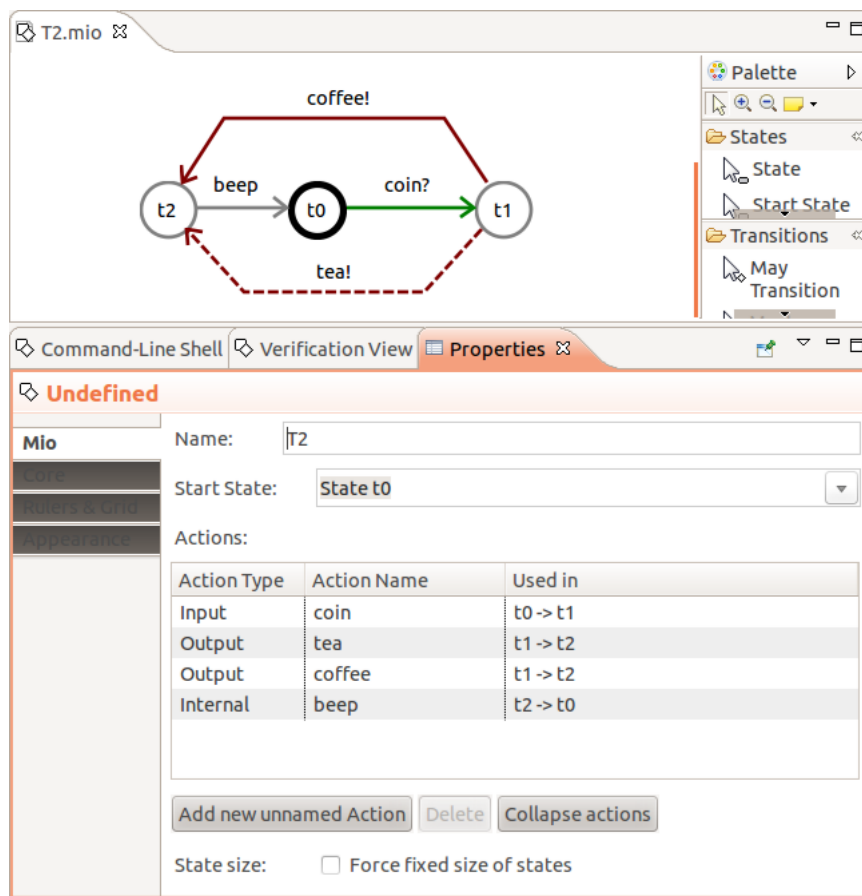 T2.mio
Palette
coffee!
States
State
beep
coin?
t2
t0
t1
Start State
Transitions
tea!
May
Transition
Command-Line Shell
Verification View
Properties
Undefined
Mio
Name:
T2
Core
Start State:
State t0
Rulers & Grid
Appearance
Actions:
Action Type Action Name Used in
Input coin t0 -> t1
Output tea t1 -> t2
Output coffee t1 -> t2
Internal beep t2 -> t0
Add new unnamed Action
Delete
Collapse actions
State size:
Force fixed size of states